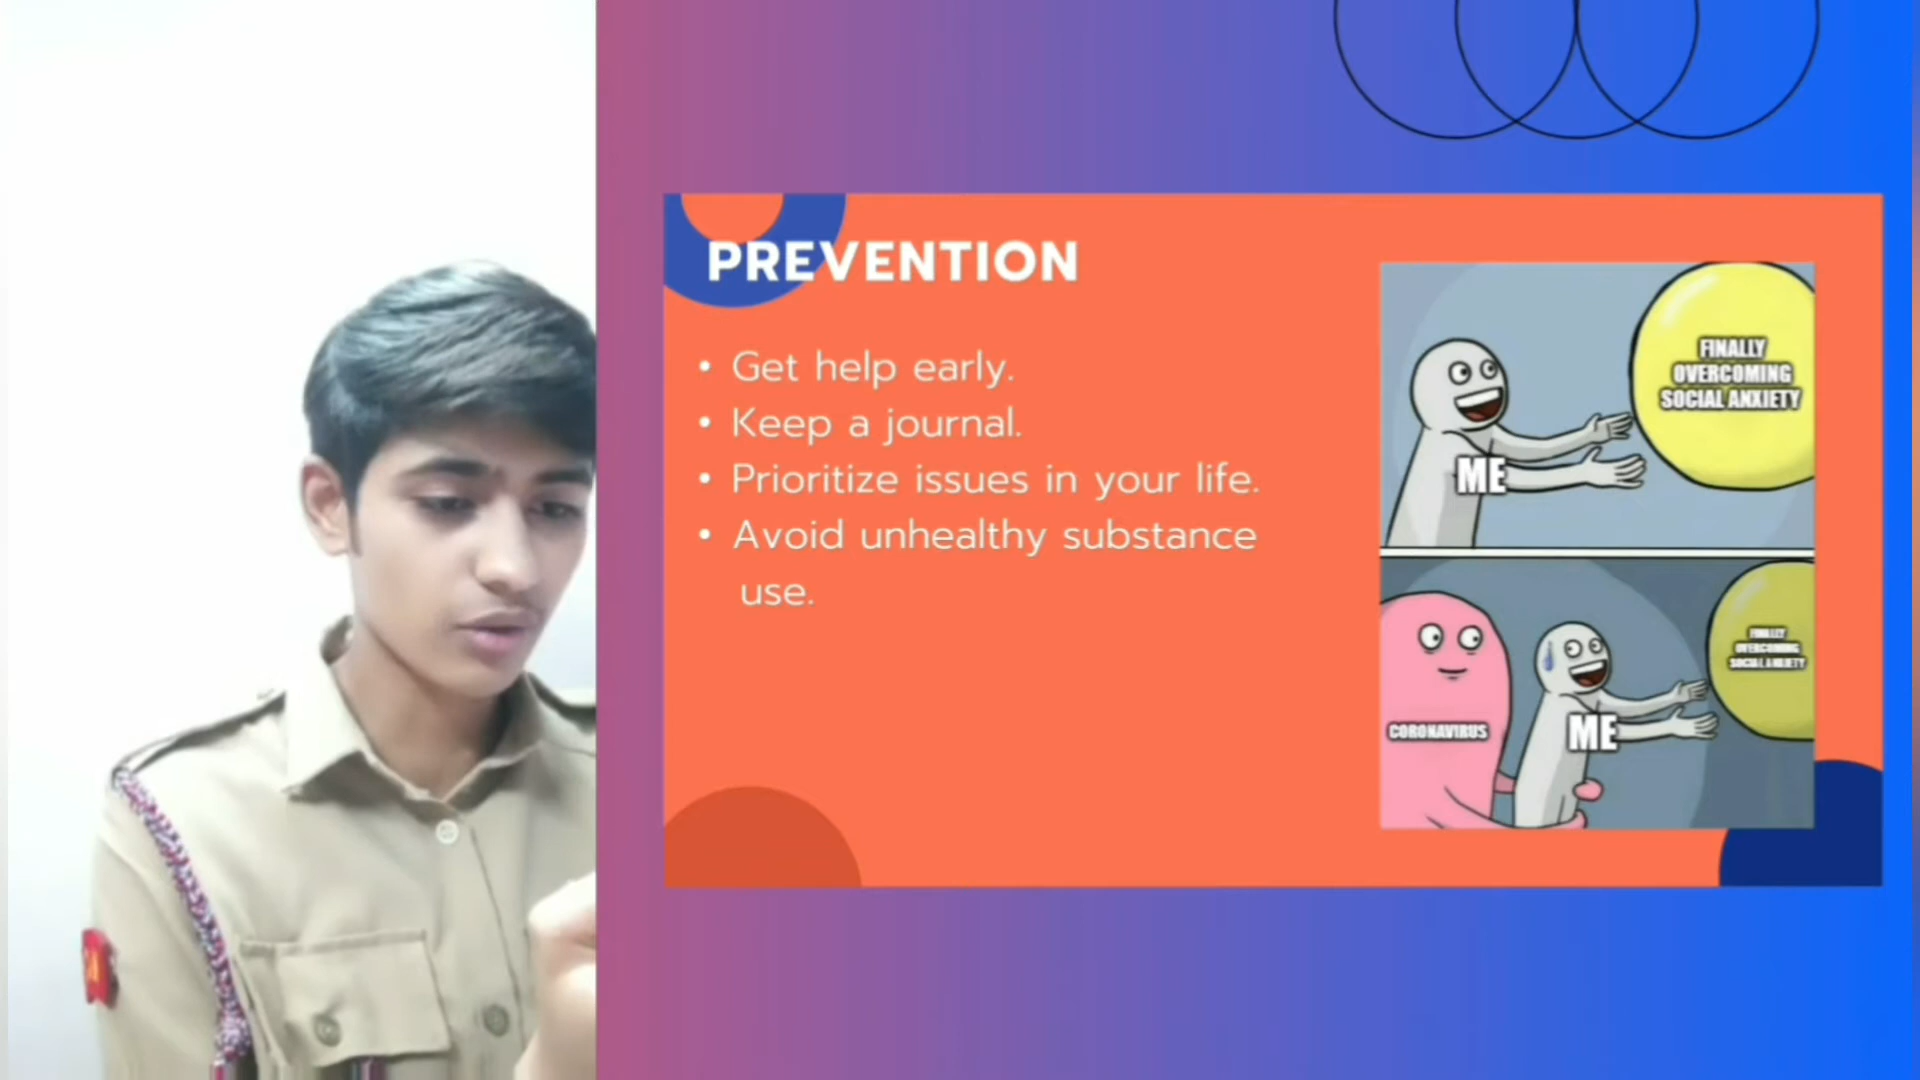 PREVENTION
• Get help early.
• Keep a journal.
• Prioritize issues in your life.
• Avoid unhealthy substance
use.
FINALLY
OVERCOMING
SOCIAL ANXIETY
ME
FINALLY
OVERCOMING
SOCIAL ANXIETY
CORONAVIRUS
ME